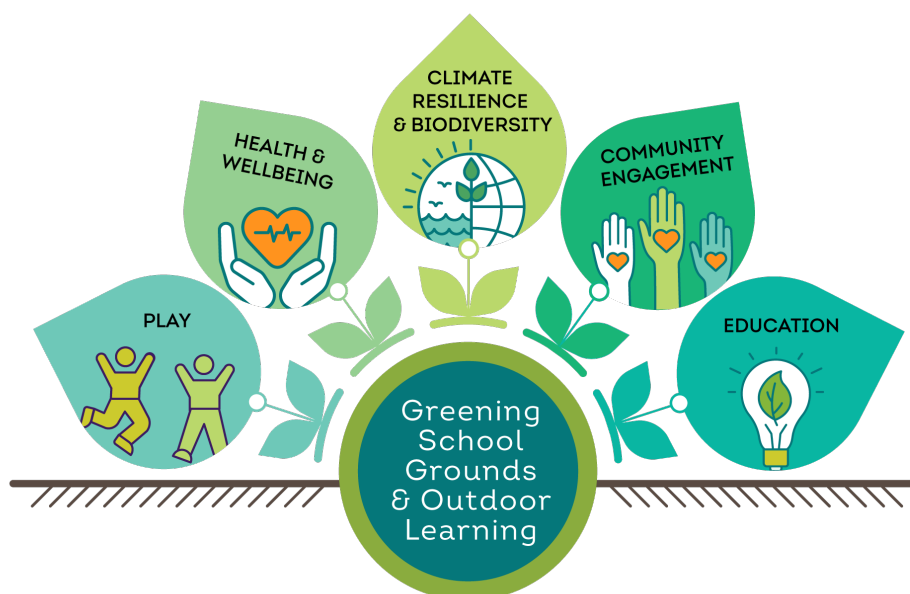 CLIMATE
RESILIENCE
& BIODIVERSITY
HEALTH &
WELLBEING
COMMUNITY
ENGAGEMENT
PLAY
EDUCATION
Greening
School
Grounds
& Outdoor
Learning